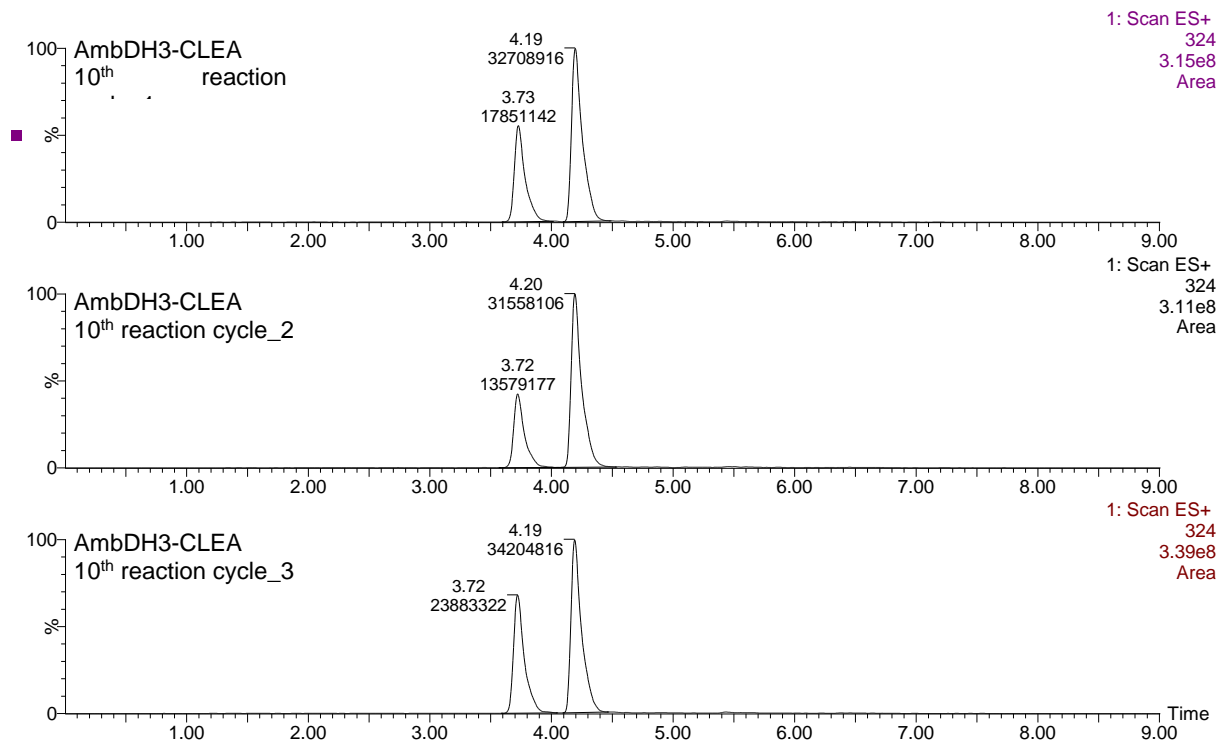 1: Scan ES+
324
3.15e8
Area
AmbDH3-CLEA
10th reaction
4.19
32708916
3.73
17851142
100
%
0
1.00 2.00 3.00 4.00 5.00 6.00 7.00 8.00 9.00
1: Scan ES+
324
3.11e8
Area
AmbDH3-CLEA
10th reaction cycle_2
4.20
31558106
3.72
13579177
100
%
0
1.00 2.00 3.00 4.00 5.00 6.00 7.00 8.00 9.00
1: Scan ES+
324
3.39e8
Area
AmbDH3-CLEA
10th reaction cycle_3
4.19
34204816
3.72
23883322
100
%
0
Time
1.00 2.00 3.00 4.00 5.00 6.00 7.00 8.00 9.00